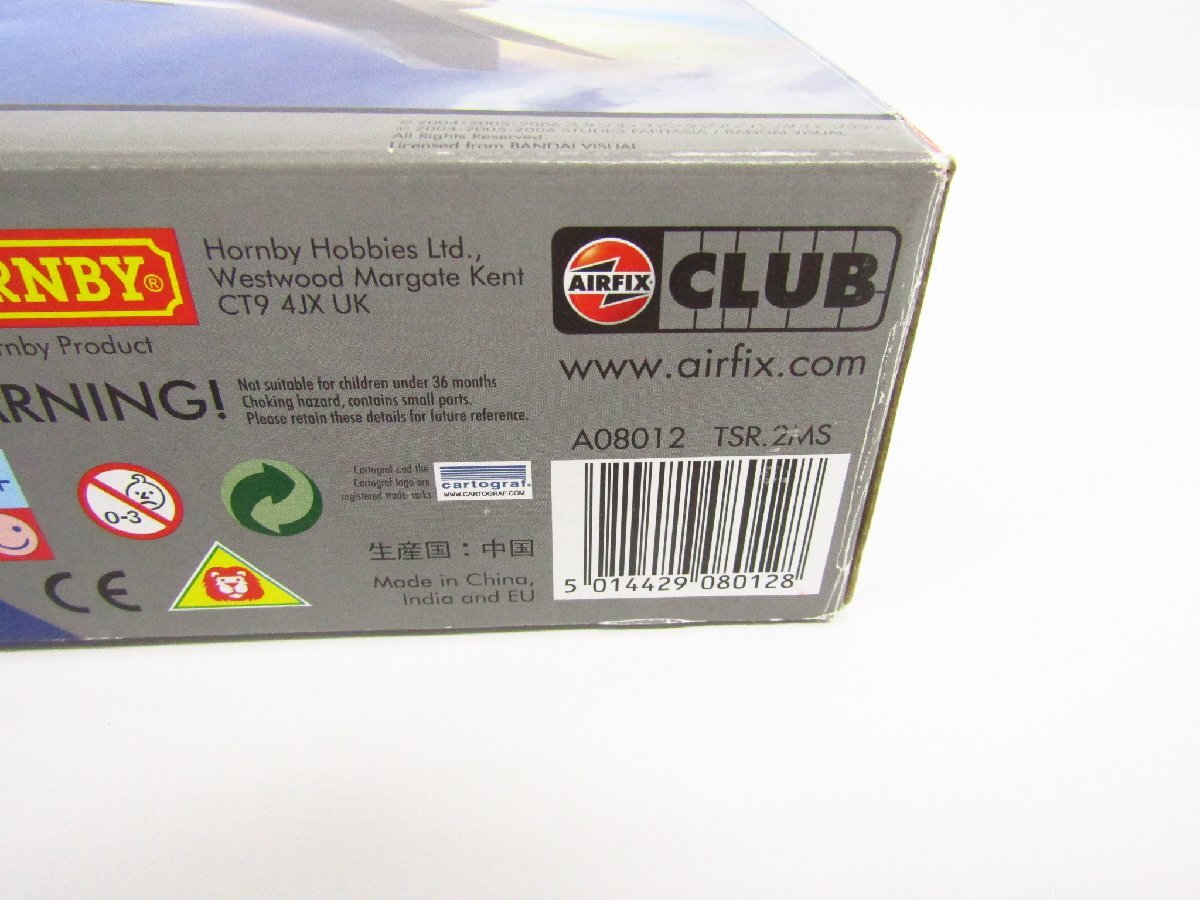 © 2004-2005-2006 STUDIO FANTASIA / BANDAI VISUAL
All Rights Reserved.
Licensed from BANDAI VISUAL
RNBY®
Hornby Hobbies Ltd.,
Westwood Margate Kent
CT9 4JX UK
rnby Product
ARNING!
Not suitable for children under 36 months
Choking hazard, contains small parts.
Please retain these details for future reference.
AIRFIX
CLUB
www.airfix.com
A08012 TSR.2MS
0-3
Cartograf and the
Cartograf logo are
registered trade marks
cartograf
WWW.CARTOGRAF.COM
CE
生産国：中国
Made in China,
India and EU
5 014429 080128